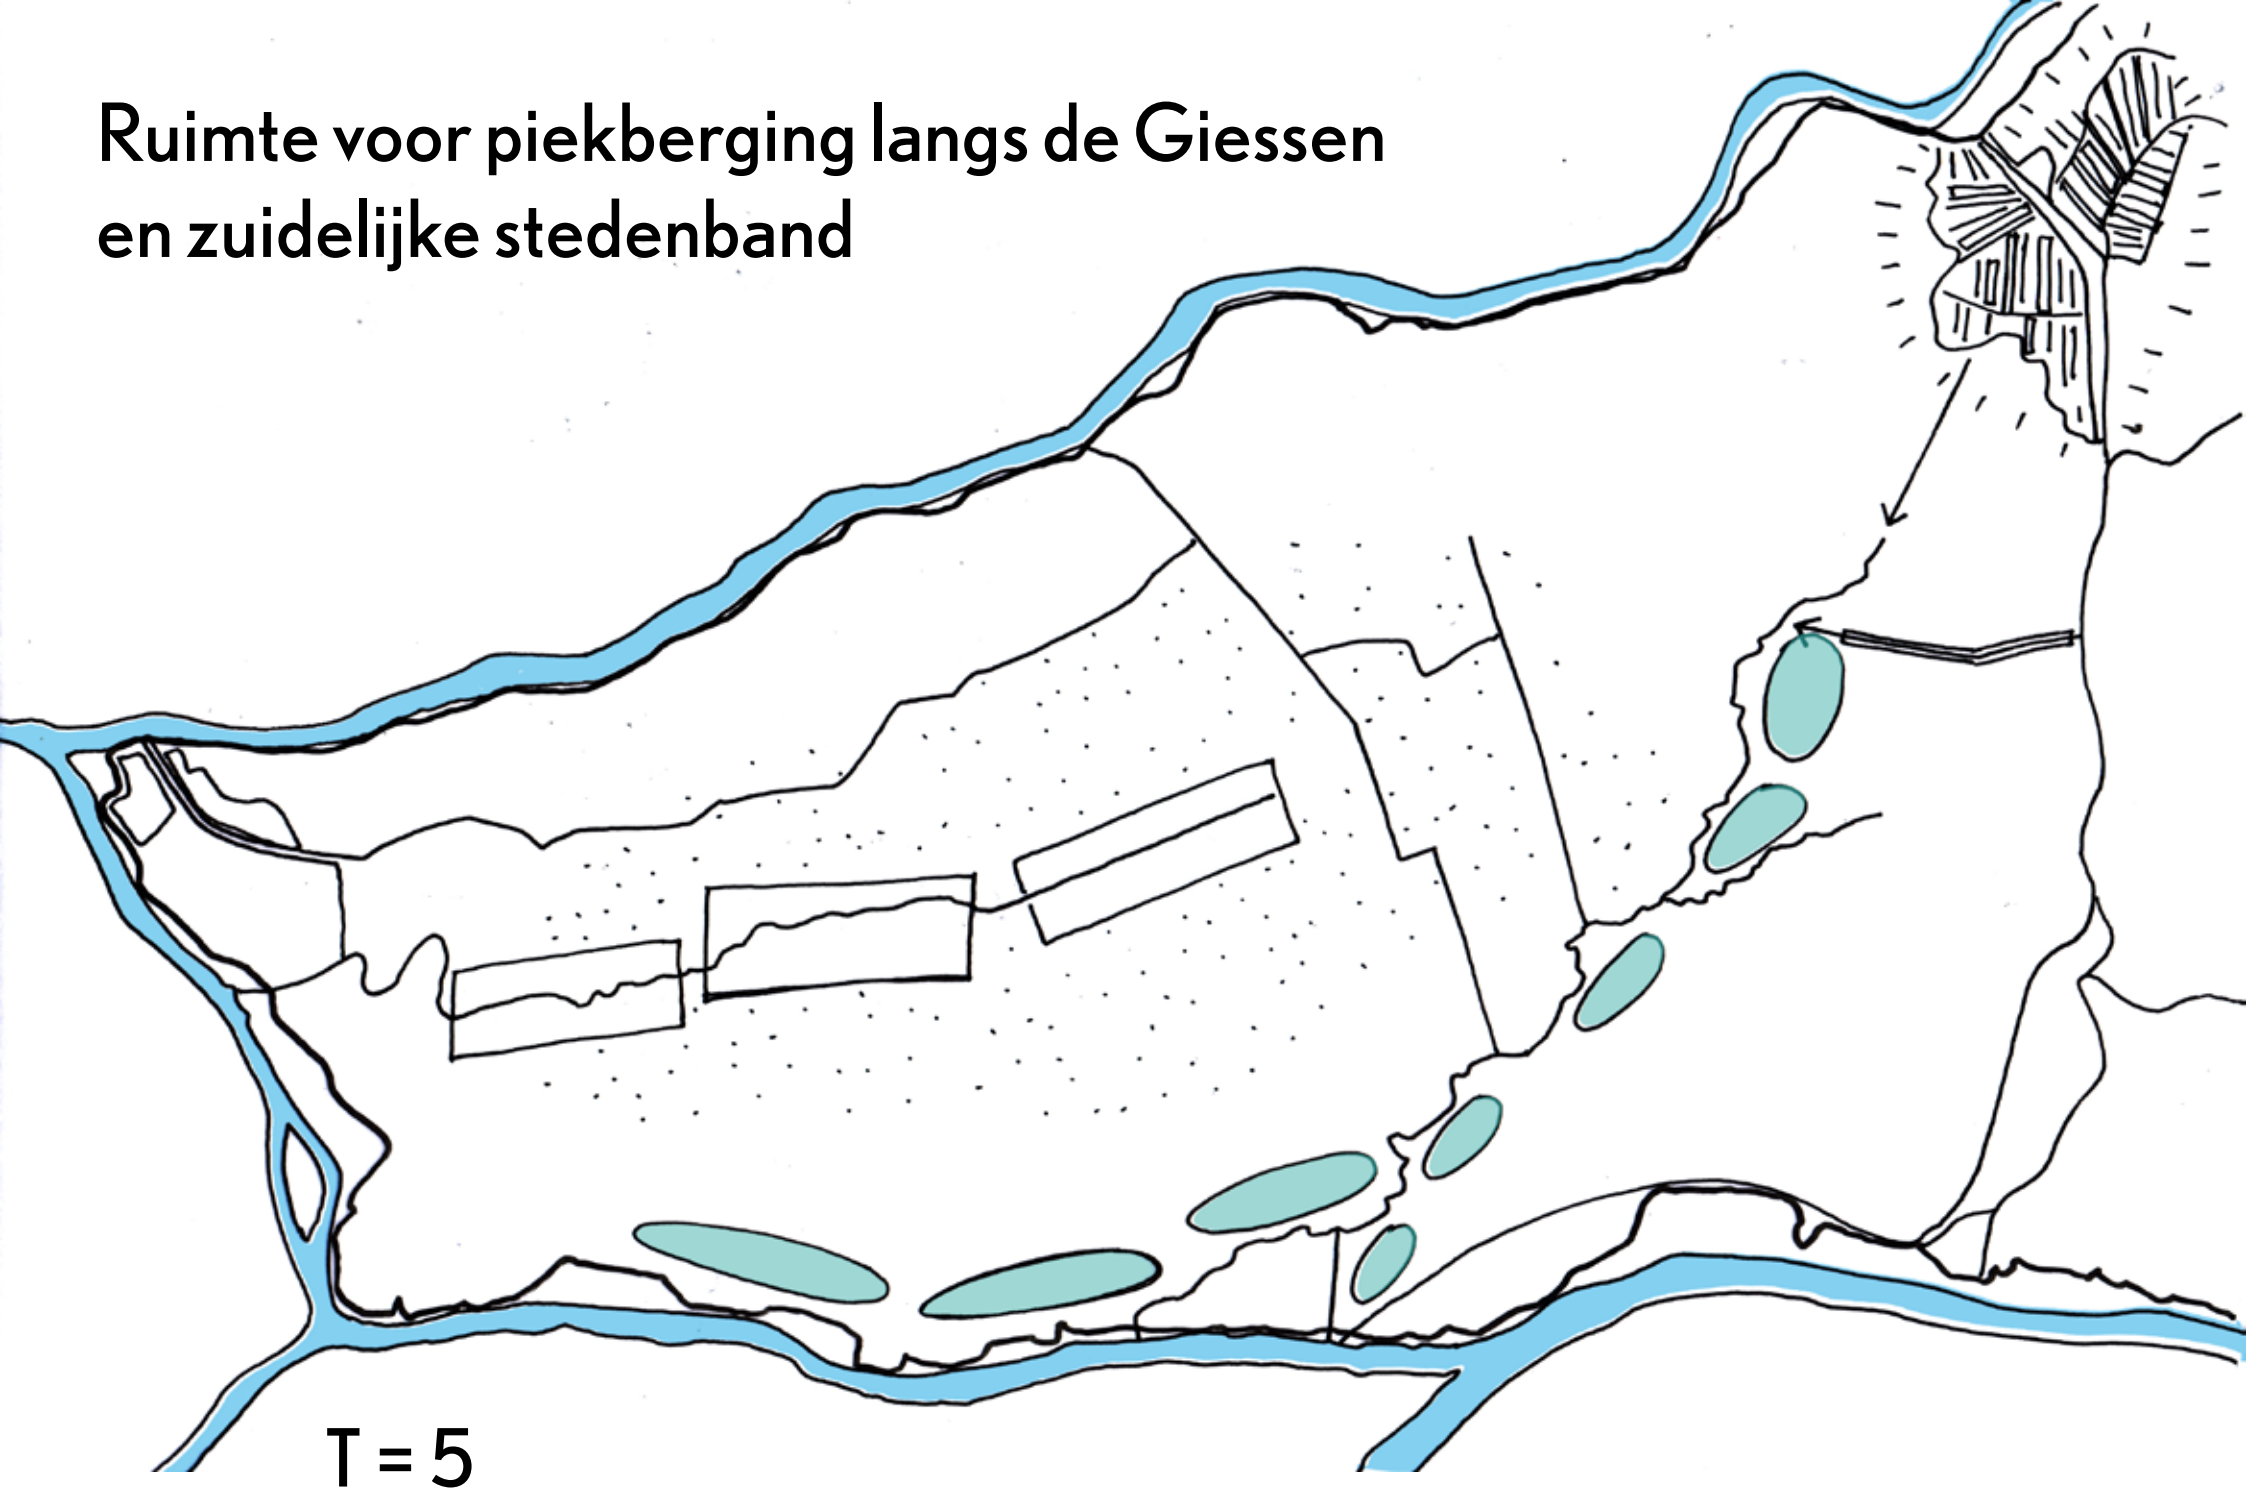 Ruimte voor piekberging langs de Giessen
en zuidelijke stedenband
T = 5